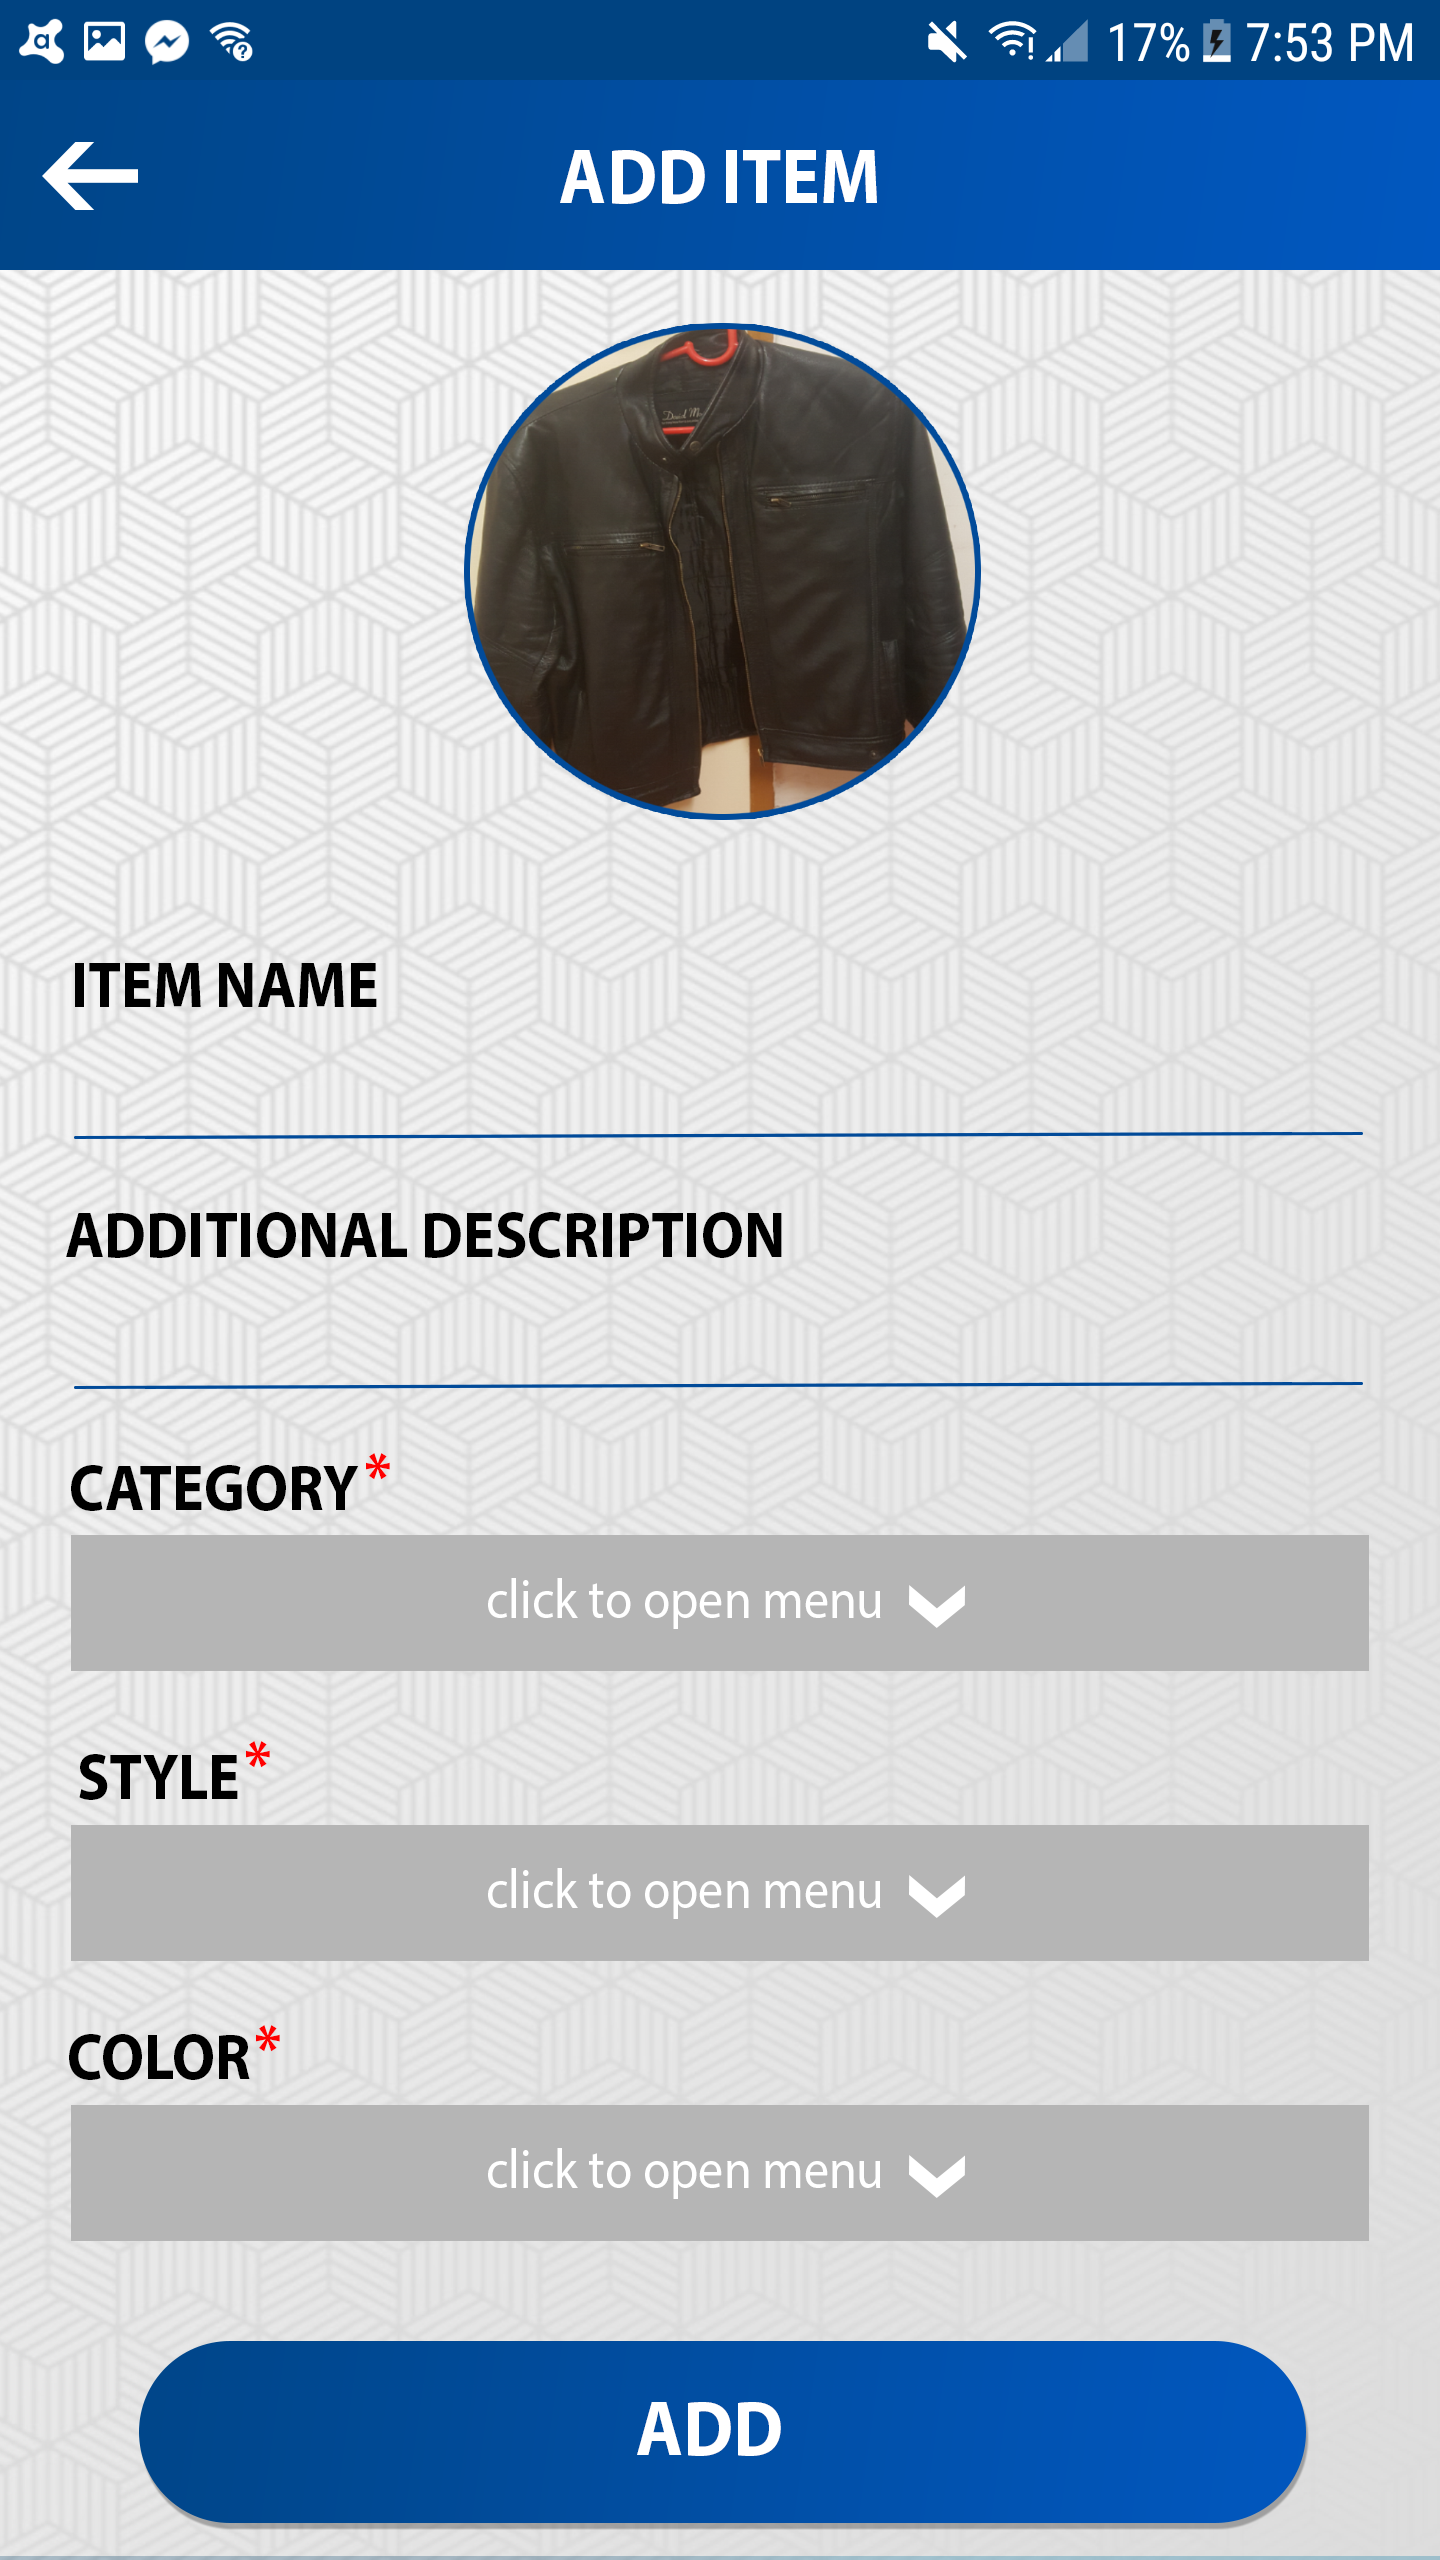 17% 7:53 PM
ADD ITEM
ITEM NAME
ADDITIONAL DESCRIPTION
CATEGORY*
click to open menu
STYLE*
click to open menu
COLOR*
click to open menu
ADD